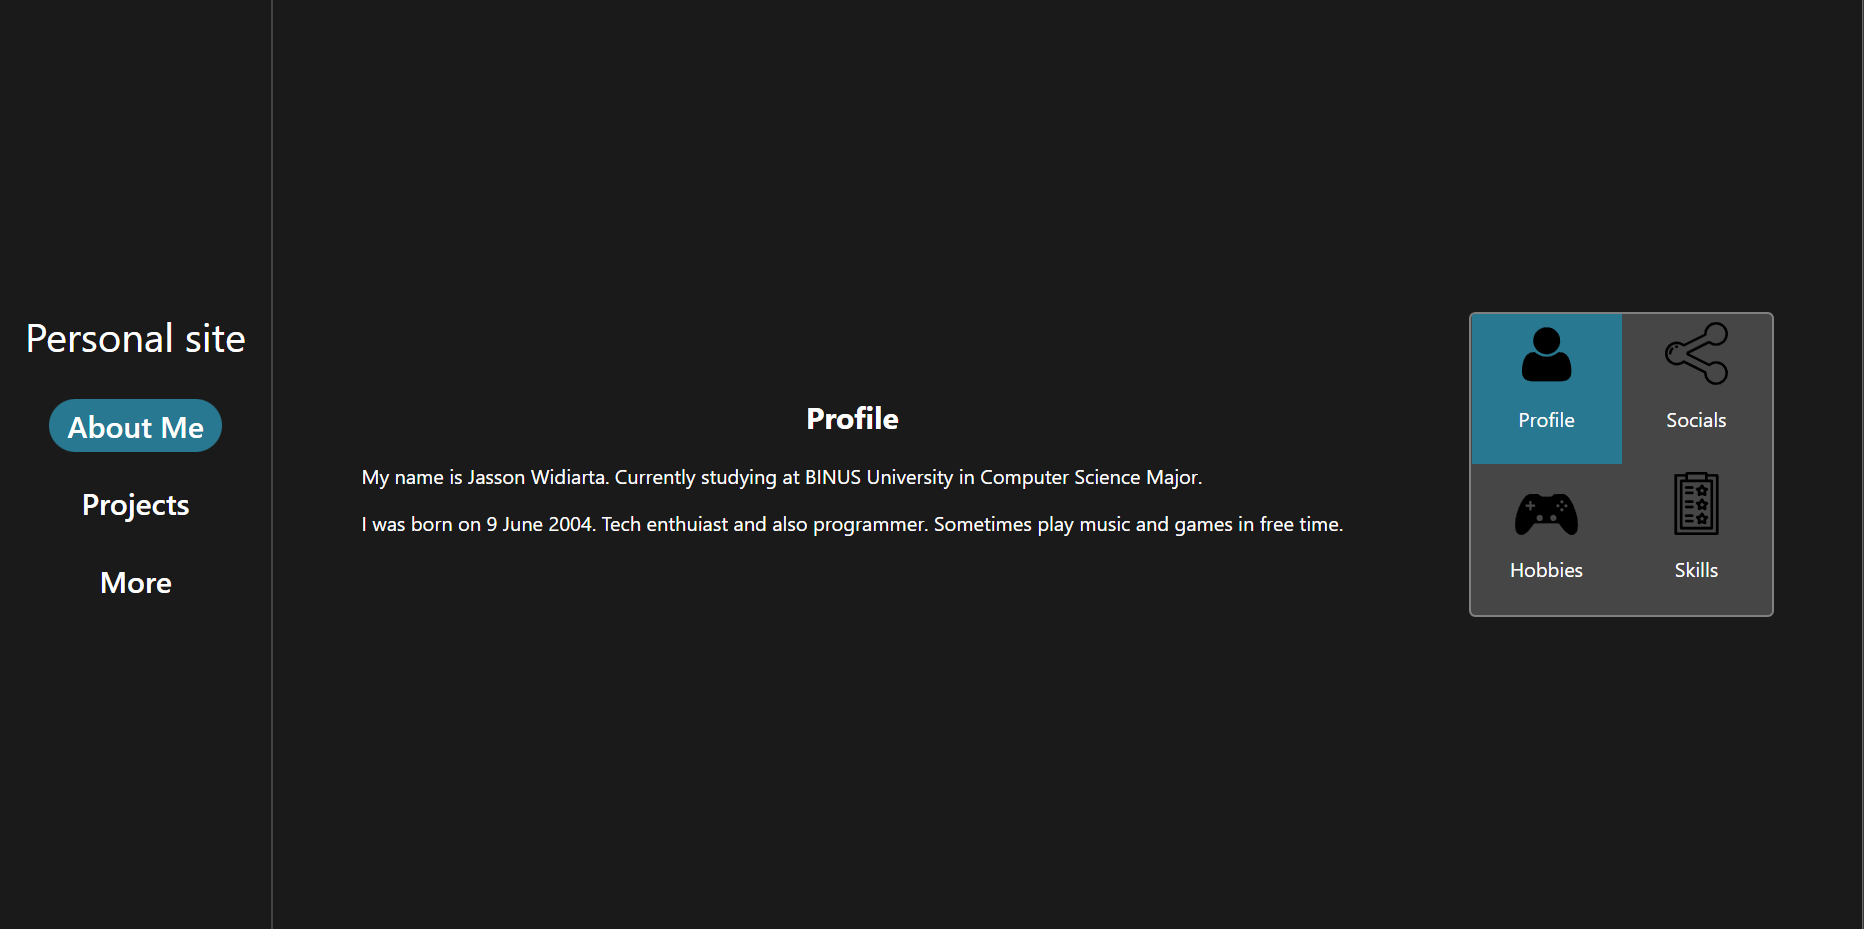 Personal site
About Me
Projects
More
Profile
My name is Jasson Widiarta. Currently studying at BINUS University in Computer Science Major.
I was born on 9 June 2004. Tech enthuiast and also programmer. Sometimes play music and games in free time.
Profile
Socials
Hobbies
Skills